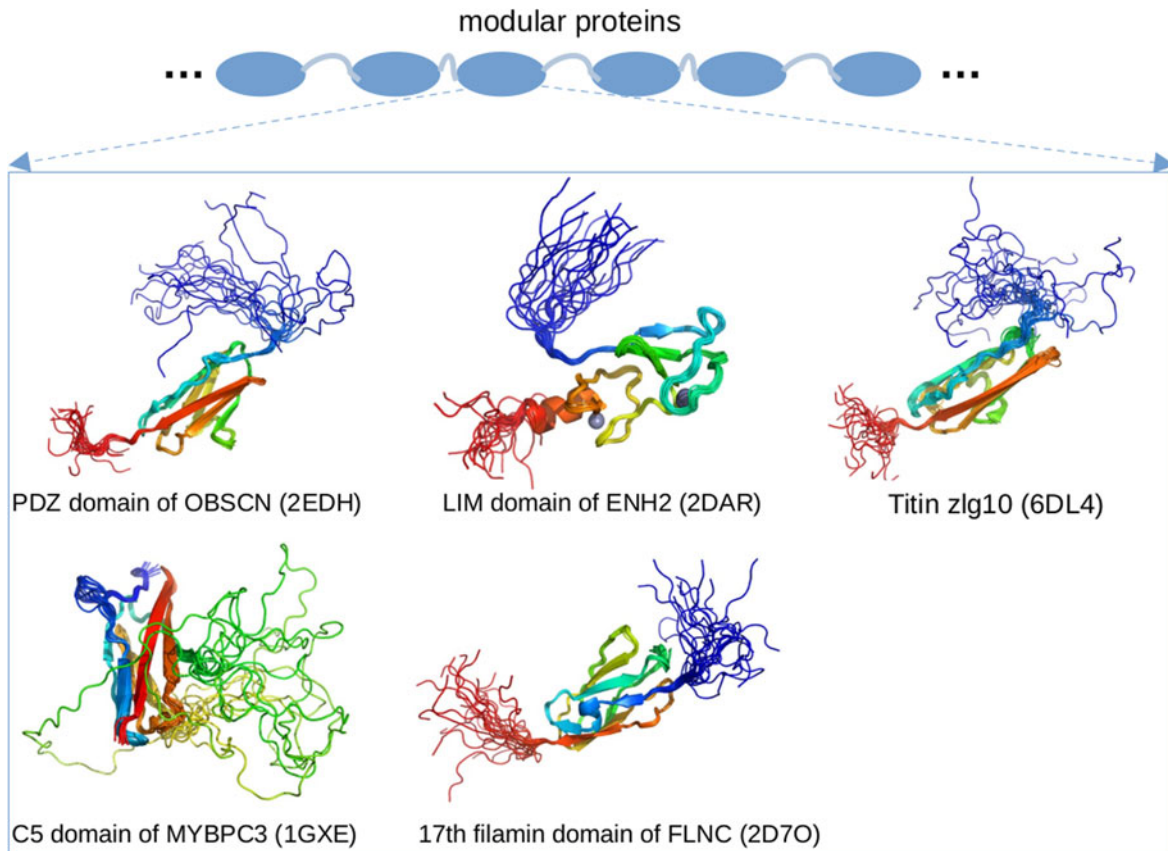 modular proteins
... ...
PDZ domain of OBSCN (2EDH)
LIM domain of ENH2 (2DAR)
Titin zIg10 (6DL4)
C5 domain of MYBPC3 (1GXE)
17th filamin domain of FLNC (2D7O)